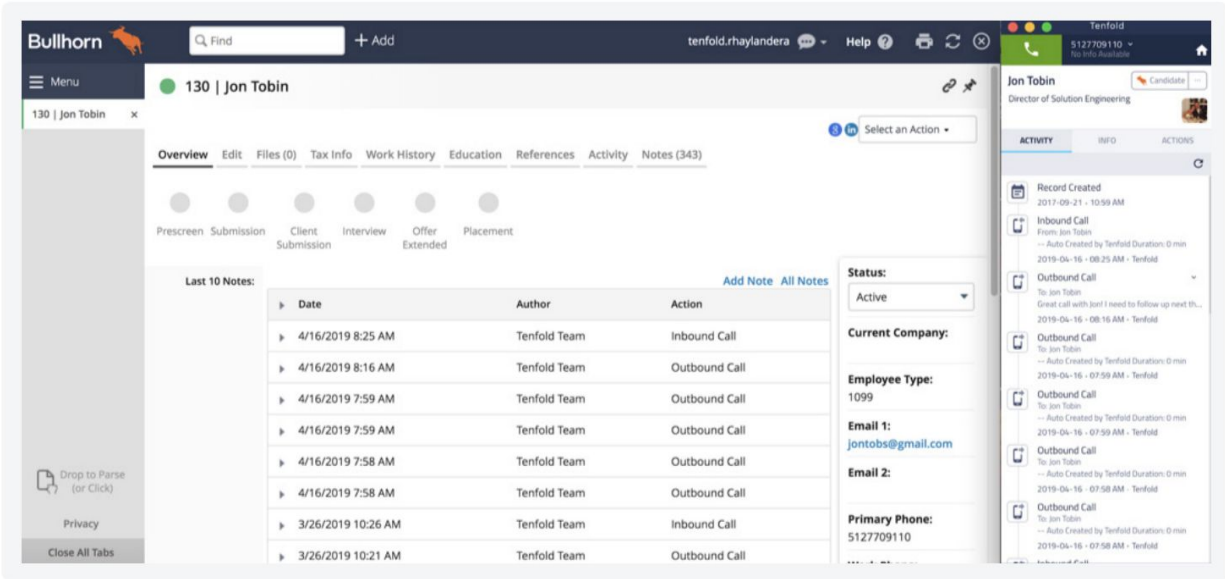 Bullhorn
Find
+ Add
tenfold.rhaylandera
Help
Menu
130 | Jon Tobin ×
Drop to Parse
(or Click)
Privacy
Close All Tabs
130 | Jon Tobin
Select an Action
Overview Edit Files (0) Tax Info Work History Education References Activity Notes (343)
Prescreen Submission Client Submission Interview Offer Extended Placement
Last 10 Notes:
Add Note All Notes
Date Author Action
4/16/2019 8:25 AM Tenfold Team Inbound Call
4/16/2019 8:16 AM Tenfold Team Outbound Call
4/16/2019 7:59 AM Tenfold Team Outbound Call
4/16/2019 7:59 AM Tenfold Team Outbound Call
4/16/2019 7:58 AM Tenfold Team Outbound Call
4/16/2019 7:58 AM Tenfold Team Outbound Call
3/26/2019 10:26 AM Tenfold Team Inbound Call
3/26/2019 10:21 AM Tenfold Team Outbound Call
Status:
Active
Current Company:
Employee Type:
1099
Email 1:
jontobs@gmail.com
Email 2:
Primary Phone:
5127709110
Tenfold
5127709110
No Info Available
Jon Tobin
Candidate
Director of Solution Engineering
ACTIVITY INFO ACTIONS
Record Created
2017-09-21 - 10:59 AM
Inbound Call
From: Jon Tobin
-- Auto Created by Tenfold Duration: 0 min
2019-04-16 - 08:25 AM - Tenfold
Outbound Call
To: Jon Tobin
Great call with Jon! I need to follow up next th...
2019-04-16 - 08:16 AM - Tenfold
Outbound Call
To: Jon Tobin
-- Auto Created by Tenfold Duration: 0 min
2019-04-16 - 07:59 AM - Tenfold
Outbound Call
To: Jon Tobin
-- Auto Created by Tenfold Duration: 0 min
2019-04-16 - 07:59 AM - Tenfold
Outbound Call
To: Jon Tobin
-- Auto Created by Tenfold Duration: 0 min
2019-04-16 - 07:58 AM - Tenfold
Outbound Call
To: Jon Tobin
-- Auto Created by Tenfold Duration: 0 min
2019-04-16 - 07:58 AM - Tenfold